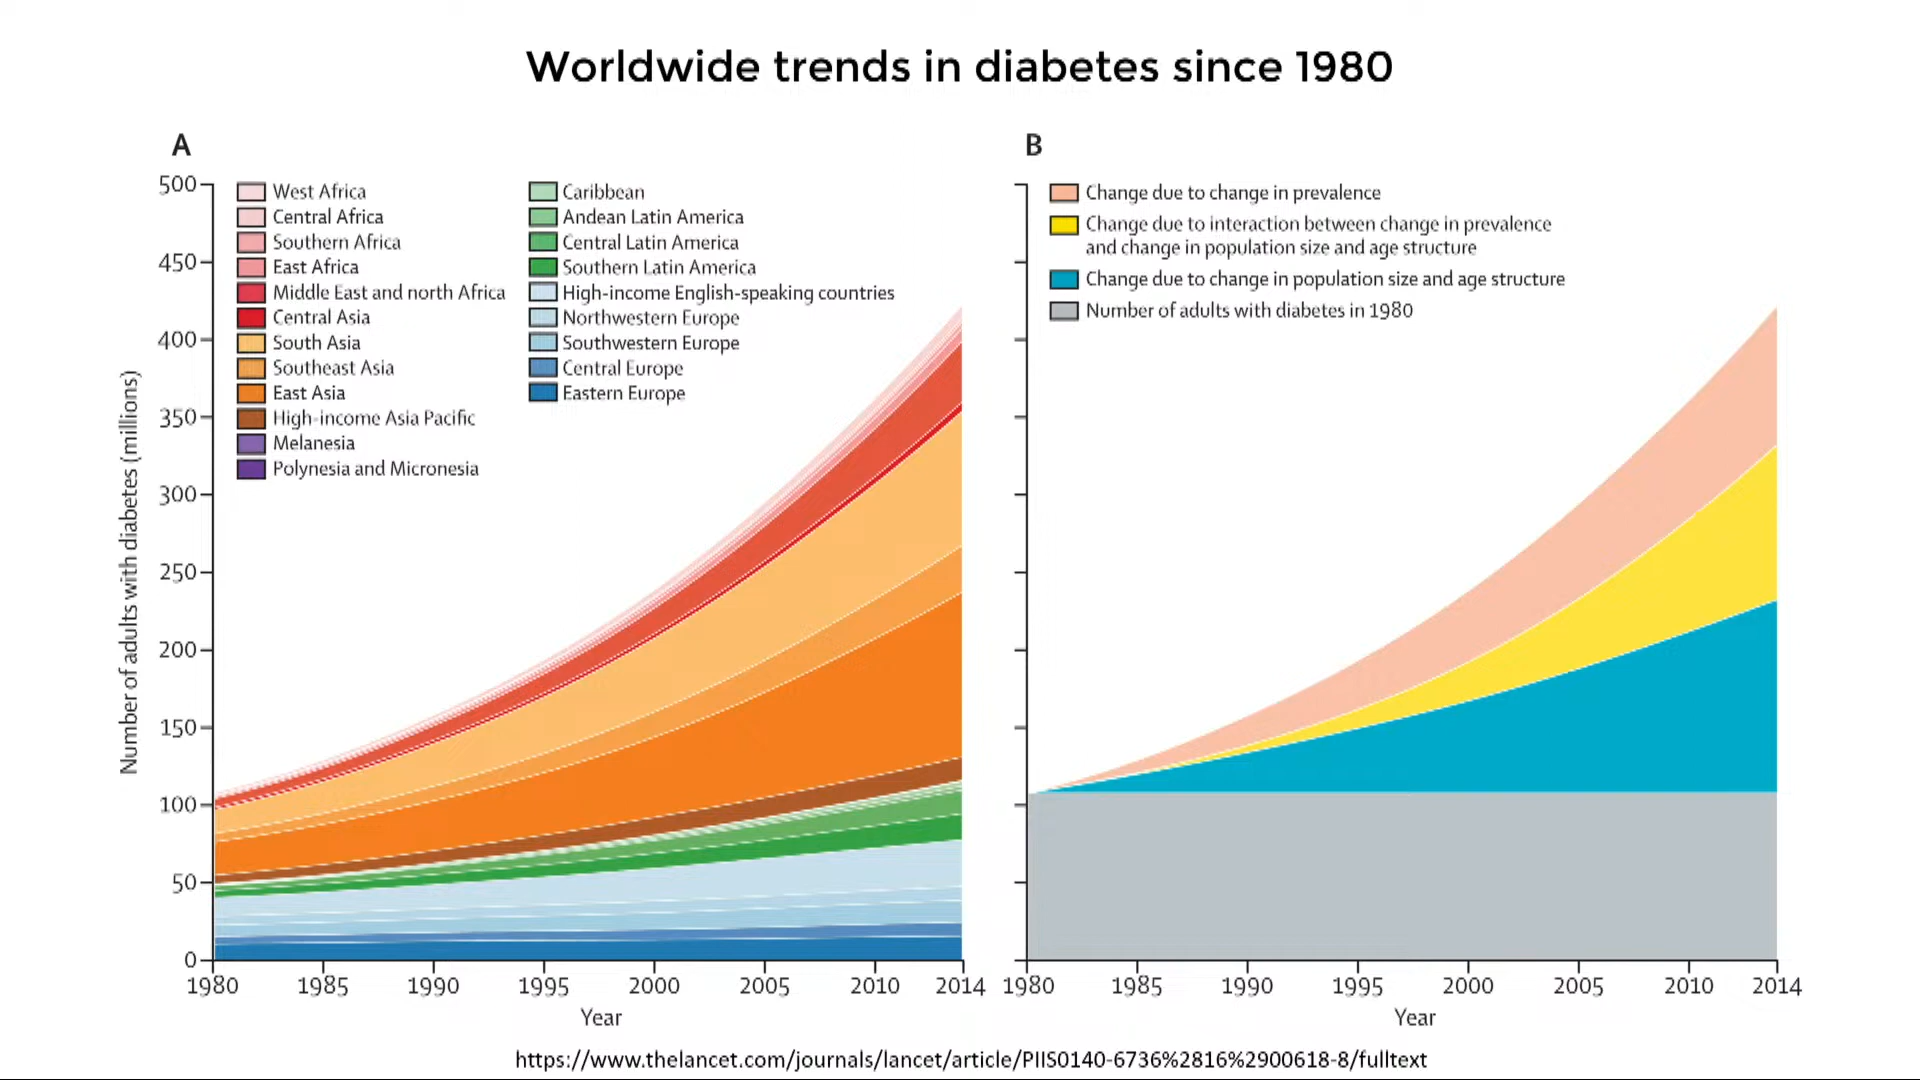 Worldwide trends in diabetes since 1980
A
500
450
400
350
300
250
200
150
100
50
0
Number of adults with diabetes (millions)
West Africa
Central Africa
Southern Africa
East Africa
Middle East and north Africa
Central Asia
South Asia
Southeast Asia
East Asia
High-income Asia Pacific
Melanesia
Polynesia and Micronesia
Caribbean
Andean Latin America
Central Latin America
Southern Latin America
High-income English-speaking countries
Northwestern Europe
Southwestern Europe
Central Europe
Eastern Europe
1980 1985 1990 1995 2000 2005 2010 2014
Year
B
Change due to change in prevalence
Change due to interaction between change in prevalence
and change in population size and age structure
Change due to change in population size and age structure
Number of adults with diabetes in 1980
1980 1985 1990 1995 2000 2005 2010 2014
Year
https://www.thelancet.com/journals/lancet/article/PIIS0140-6736%2816%2900618-8/fulltext